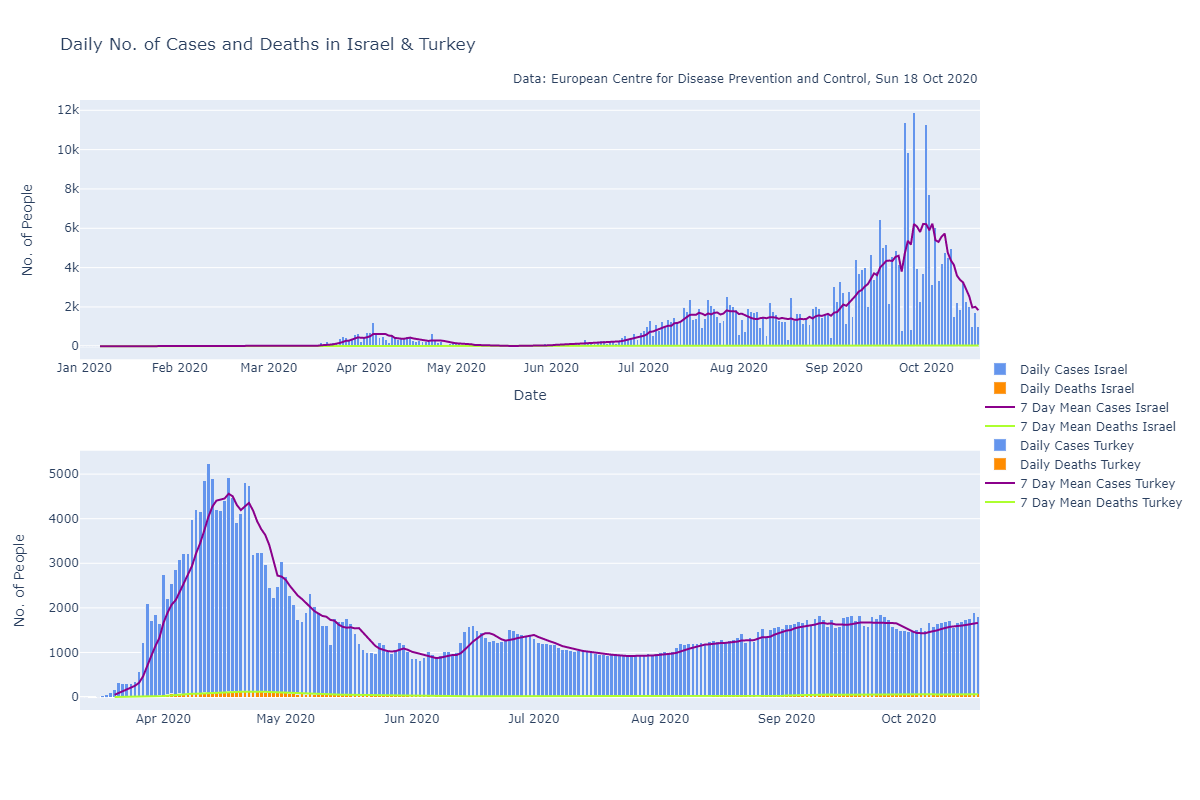 Daily No. of Cases and Deaths in Israel & Turkey
Data: European Centre for Disease Prevention and Control, Sun 18 Oct 2020
12k
10k
8k
6k
4k
2k
0
No. of People
Jan 2020 Feb 2020 Mar 2020 Apr 2020 May 2020 Jun 2020 Jul 2020 Aug 2020 Sep 2020 Oct 2020
Date
Daily Cases Israel
Daily Deaths Israel
7 Day Mean Cases Israel
7 Day Mean Deaths Israel
Daily Cases Turkey
Daily Deaths Turkey
7 Day Mean Cases Turkey
7 Day Mean Deaths Turkey
5000
4000
3000
2000
1000
0
No. of People
Apr 2020 May 2020 Jun 2020 Jul 2020 Aug 2020 Sep 2020 Oct 2020